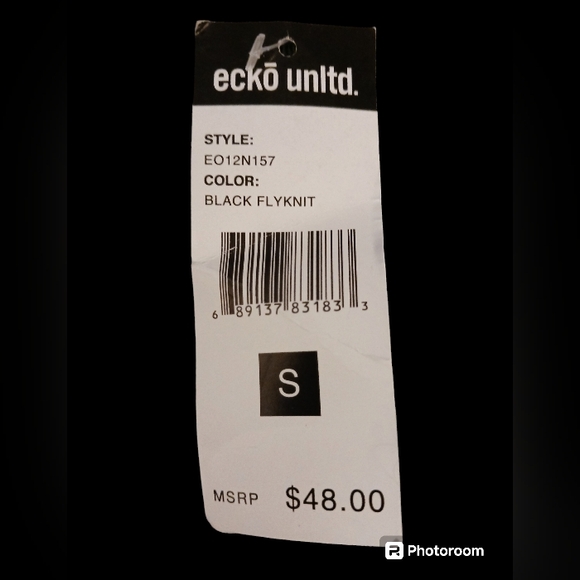 eckō unltd.
STYLE:
EO12N157
COLOR:
BLACK FLYKNIT
6 89137 83183 3
S
MSRP $48.00
Photoroom